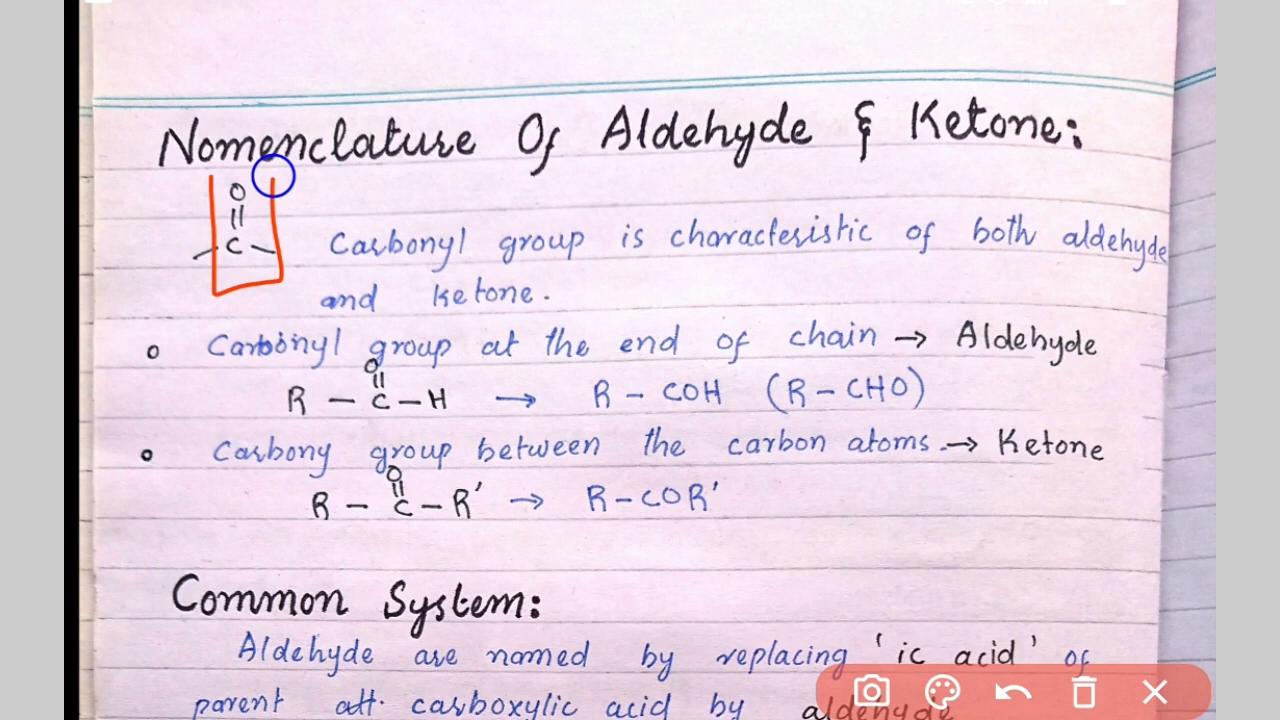 Nomenclature Of Aldehyde & Ketone:
O
||
– C –
Carbonyl group is characteristic of both aldehyde
and ketone.
o Carbonyl group at the end of chain → Aldehyde
O
||
R – C – H → R – COH (R – CHO)
o Carbony group between the carbon atoms. → Ketone
O
||
R – C – R' → R – COR'
Common System:
Aldehyde are named by replacing 'ic acid' of
parent carboxylic acid by aldehyde